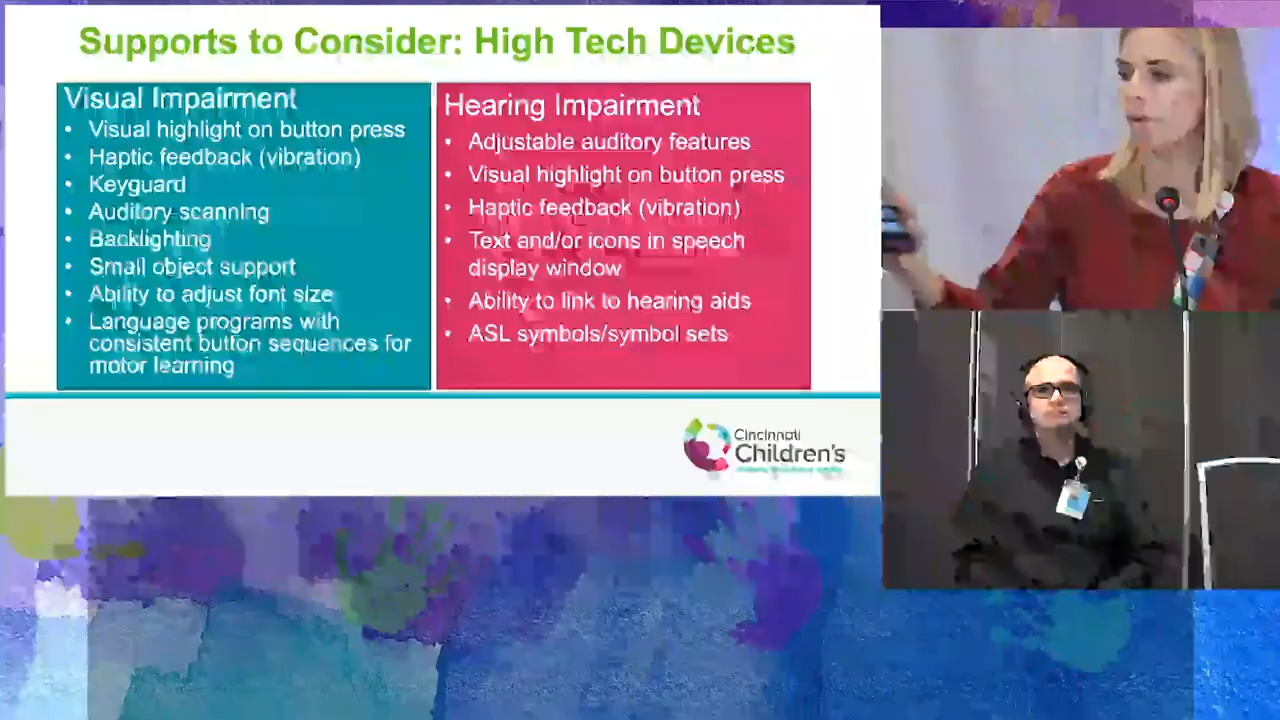 Supports to Consider: High Tech Devices
Visual Impairment
• Visual highlight on button press
• Haptic feedback (vibration)
• Keyguard
• Auditory scanning
• Backlighting
• Small object support
• Ability to adjust font size
• Language programs with
consistent button sequences for
motor learning
Hearing Impairment
• Adjustable auditory features
• Visual highlight on button press
• Haptic feedback (vibration)
• Text and/or icons in speech
display window
• Ability to link to hearing aids
• ASL symbols/symbol sets
Cincinnati
Children's